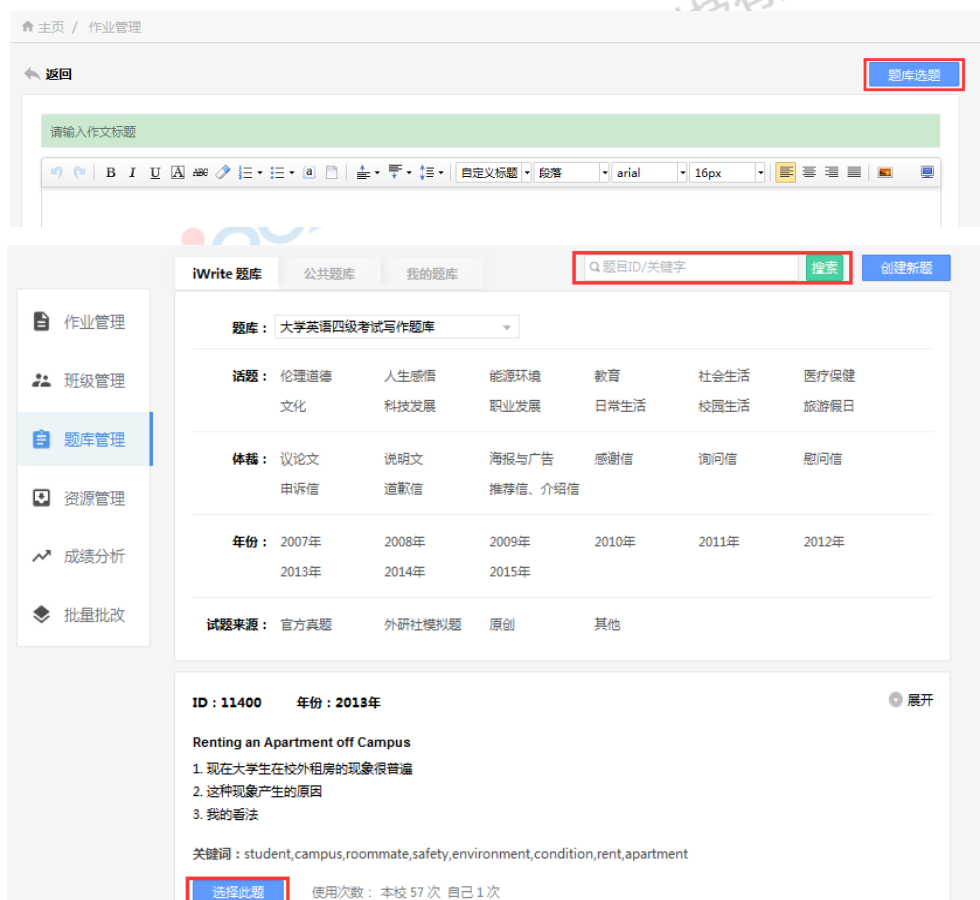 主页 / 作业管理
返回
题库选题
请输入作文标题
B I U A ABC a 自定义标题 段落 arial 16px
iWrite 题库 公共题库 我的题库 题目ID/关键字 搜索 创建新题
作业管理
班级管理
题库管理
资源管理
成绩分析
批量批改
题库： 大学英语四级考试写作题库
话题： 伦理道德 人生感悟 能源环境 教育 社会生活 医疗保健
文化 科技发展 职业发展 日常生活 校园生活 旅游假日
体裁： 议论文 说明文 海报与广告 感谢信 询问信 慰问信
申诉信 道歉信 推荐信、介绍信
年份： 2007年 2008年 2009年 2010年 2011年 2012年
2013年 2014年 2015年
试题来源： 官方真题 外研社模拟题 原创 其他
ID：11400 年份：2013年 展开
Renting an Apartment off Campus
1. 现在大学生在校外租房的现象很普遍
2. 这种现象产生的原因
3. 我的看法
关键词：student,campus,roommate,safety,environment,condition,rent,apartment
选择此题 使用次数： 本校 57 次 自己 1 次